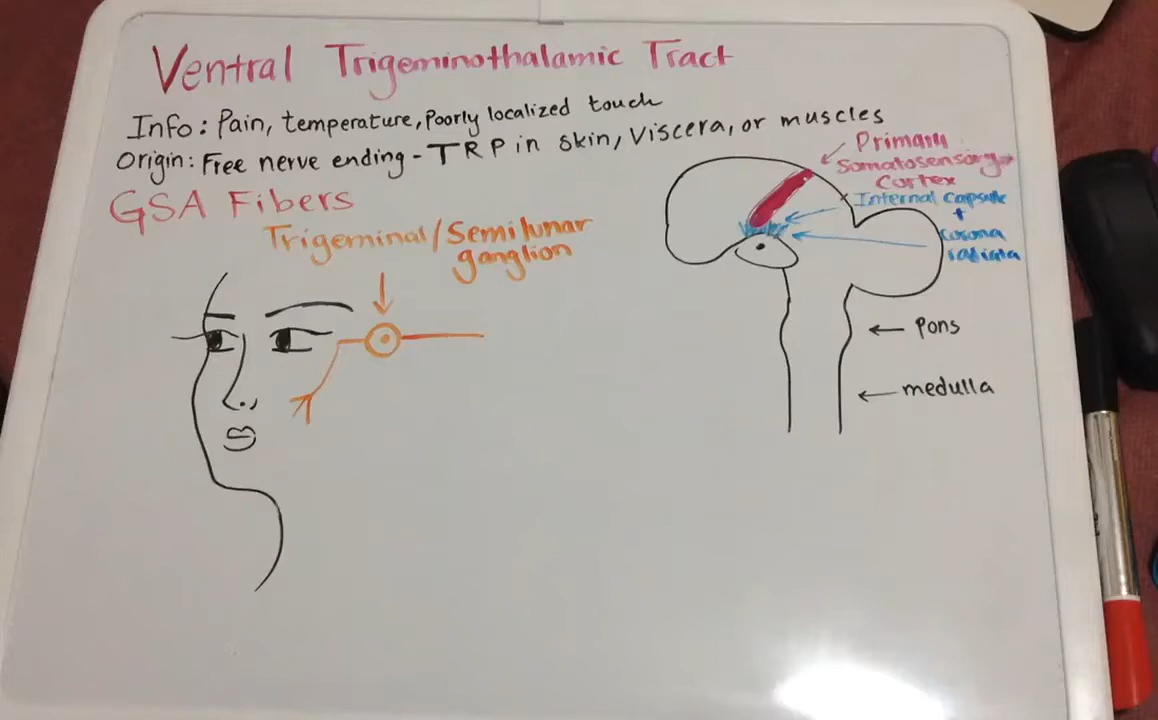 Ventral Trigeminothalamic Tract
Info: Pain, temperature, Poorly localized touch
Origin: Free nerve ending - TRP in skin, Viscera, or muscles
GSA Fibers
Trigeminal/Semilunar
ganglion
Primary
Somatosensory
Cortex
Internal capsule
+
Corona
radiata
Pons
medulla